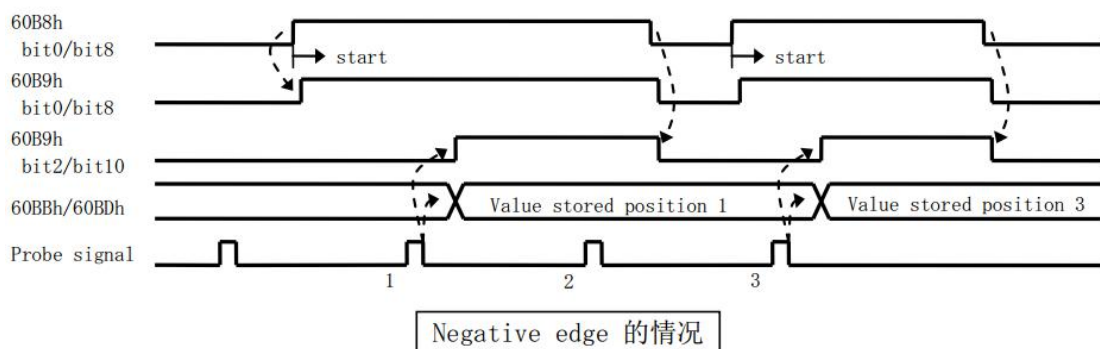 60B8h
bit0/bit8
start
start
60B9h
bit0/bit8
60B9h
bit2/bit10
60BBh/60BDh
Value stored position 1
Value stored position 3
Probe signal
1
2
3
Negative edge 的情况